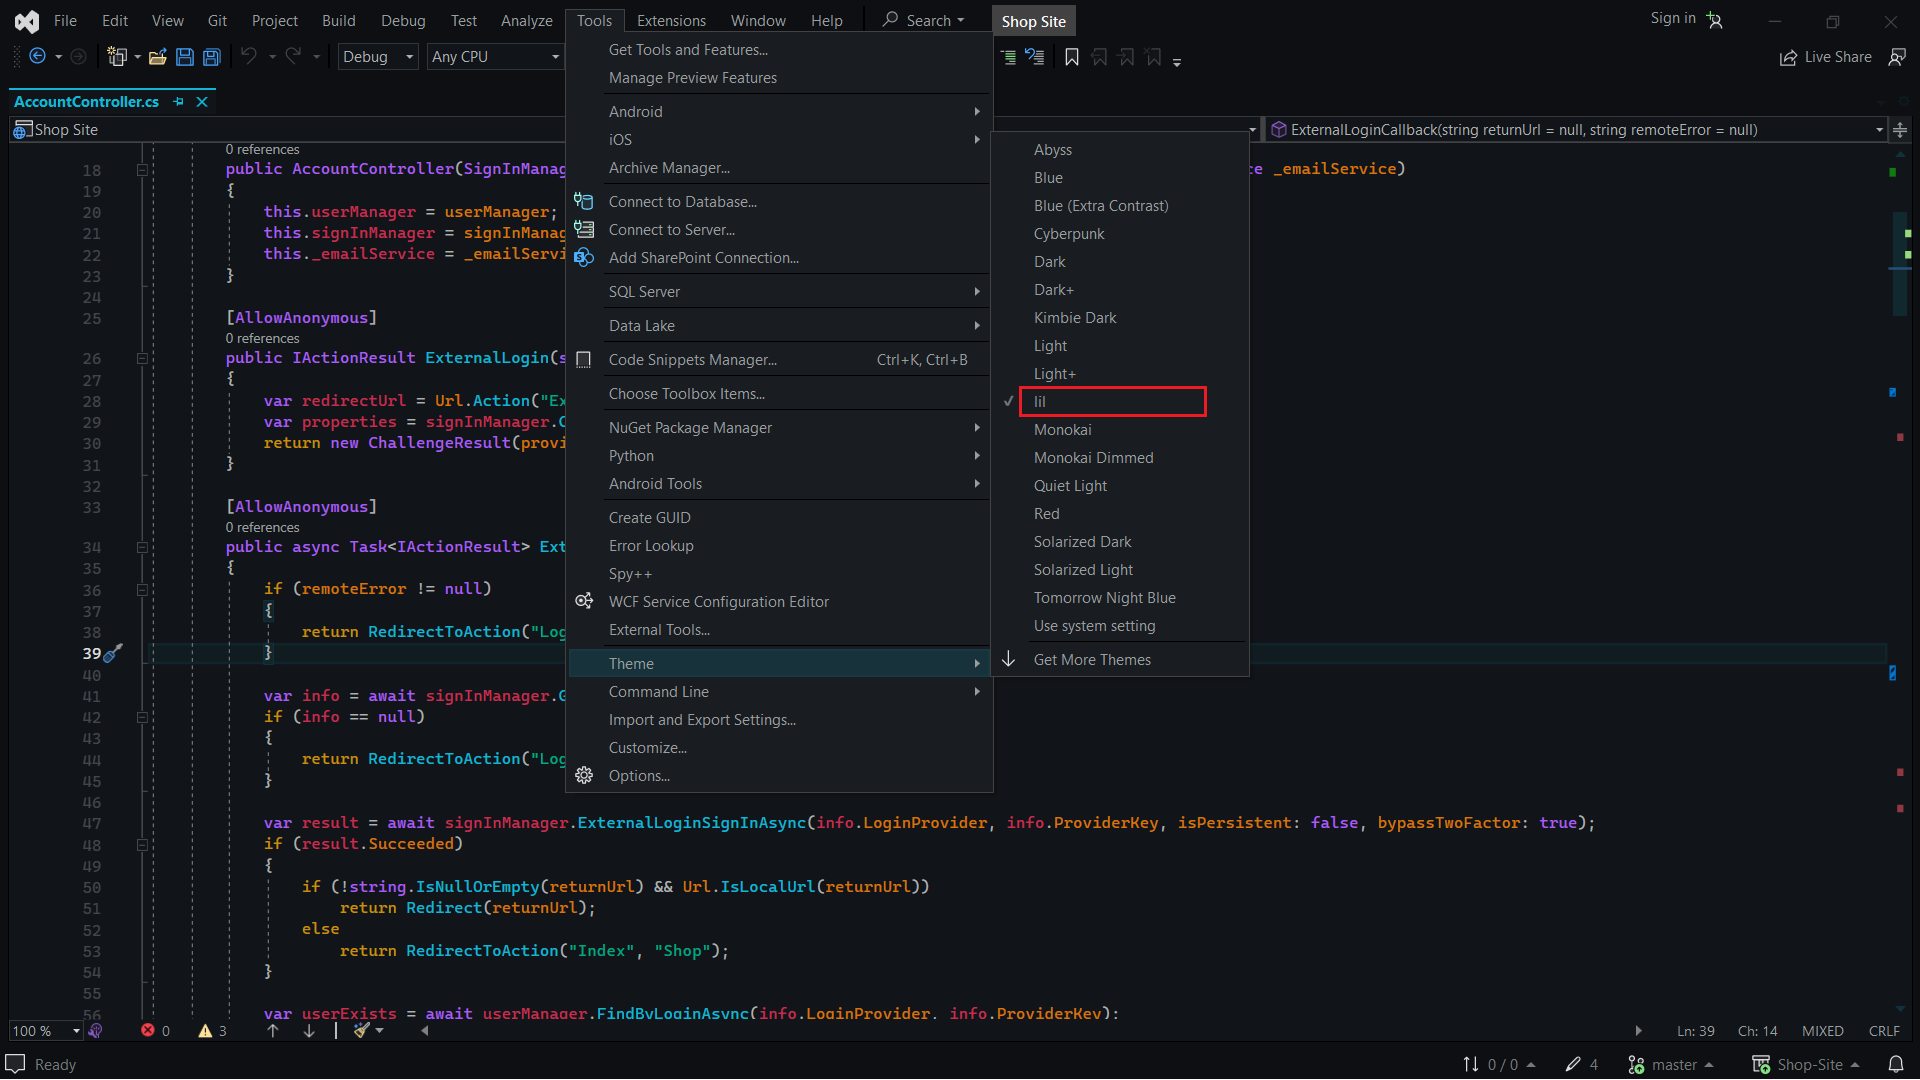 File Edit View Git Project Build Debug Test Analyze Tools Extensions Window Help Search Shop Site Sign in
Debug Any CPU Live Share
AccountController.cs
Shop Site ExternalLoginCallback(string returnUrl = null, string remoteError = null)
Get Tools and Features...
Manage Preview Features
Android
iOS
Archive Manager...
Connect to Database...
Connect to Server...
Add SharePoint Connection...
SQL Server
Data Lake
Code Snippets Manager... Ctrl+K, Ctrl+B
Choose Toolbox Items...
NuGet Package Manager
Python
Android Tools
Create GUID
Error Lookup
Spy++
WCF Service Configuration Editor
External Tools...
Theme
Command Line
Import and Export Settings...
Customize...
Options...
Abyss
Blue
Blue (Extra Contrast)
Cyberpunk
Dark
Dark+
Kimbie Dark
Light
Light+
✓ lil
Monokai
Monokai Dimmed
Quiet Light
Red
Solarized Dark
Solarized Light
Tomorrow Night Blue
Use system setting
Get More Themes
0 references
18 public AccountController(SignInManag ce _emailService)
19 {
20 this.userManager = userManager;
21 this.signInManager = signInManag
22 this._emailService = _emailServi
23 }
24
25 [AllowAnonymous]
0 references
26 public IActionResult ExternalLogin(s
27 {
28 var redirectUrl = Url.Action("Ex
29 var properties = signInManager.C
30 return new ChallengeResult(provi
31 }
32
33 [AllowAnonymous]
0 references
34 public async Task<IActionResult> Ext
35 {
36 if (remoteError != null)
37 {
38 return RedirectToAction("Log
39 }
40
41 var info = await signInManager.G
42 if (info == null)
43 {
44 return RedirectToAction("Log
45 }
46
47 var result = await signInManager.ExternalLoginSignInAsync(info.LoginProvider, info.ProviderKey, isPersistent: false, bypassTwoFactor: true);
48 if (result.Succeeded)
49 {
50 if (!string.IsNullOrEmpty(returnUrl) && Url.IsLocalUrl(returnUrl))
51 return Redirect(returnUrl);
52 else
53 return RedirectToAction("Index", "Shop");
54 }
55
56 var userExists = await userManager.FindByLoginAsync(info.LoginProvider, info.ProviderKey);
100 % 0 3 Ln: 39 Ch: 14 MIXED CRLF
Ready 0 / 0 4 master Shop-Site